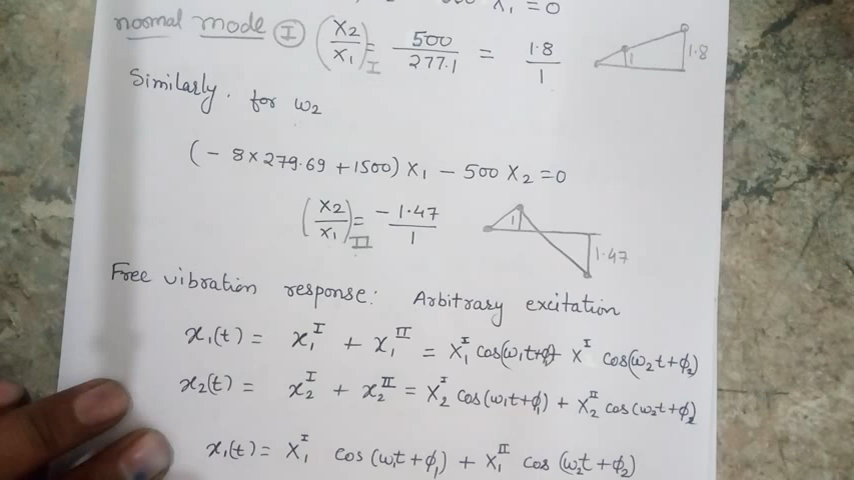 X₁ = 0
normal mode Ⓘ (X₂/X₁)_I = 500/277.1 = 1.8/1 1 1.8
Similarly. for ω₂
(- 8×279.69 + 1500) X₁ - 500 X₂ = 0
(X₂/X₁)_II = -1.47/1 1 1.47
Free vibration response: Arbitrary excitation
x₁(t) = x₁^I + x₁^II = X₁^I cos(ω₁t+ϕ) + X^I cos(ω₂t+ϕ₂)
x₂(t) = x₂^I + x₂^II = X₂^I cos(ω₁t+ϕ₁) + X₂^II cos(ω₂t+ϕ₂)
x₁(t) = X₁^I cos(ω₁t+ϕ₁) + X₁^II cos(ω₂t+ϕ₂)